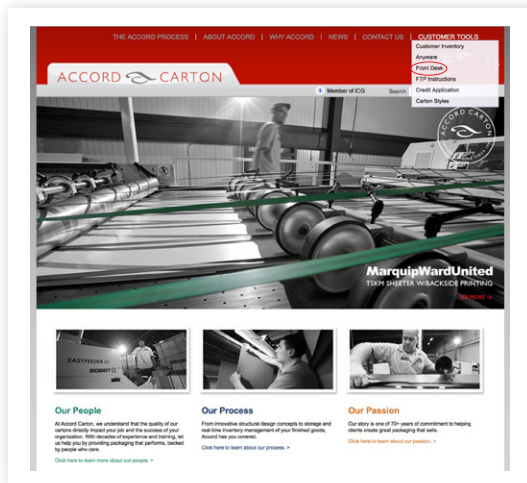 THE ACCORD PROCESS | ABOUT ACCORD | WHY ACCORD | NEWS | CONTACT US | CUSTOMER TOOLS
Customer Inventory
Anyware
Front Desk
FTP Instructions
Credit Application
Carton Styles
ACCORD CARTON
Member of ICG
Search:
ACCORD CARTON
EASYFEEDER
BOBST
MarquipWardUnited
TSKM SHEETER W/BACKSIDE PRINTING
SEE MORE ->
Our People
At Accord Carton, we understand that the quality of our
cartons directly impact your job and the success of your
organization. With decades of experience and training, let
us help you by providing packaging that performs, backed
by people who care.
Click here to learn more about our people. >
Our Process
From innovative structural design concepts to storage and
real-time inventory management of your finished goods,
Accord has you covered.
Click here to learn about our process. >
Our Passion
Our story is one of 70+ years of commitment to helping
clients create great packaging that sells.
Click here to learn about our passion. >